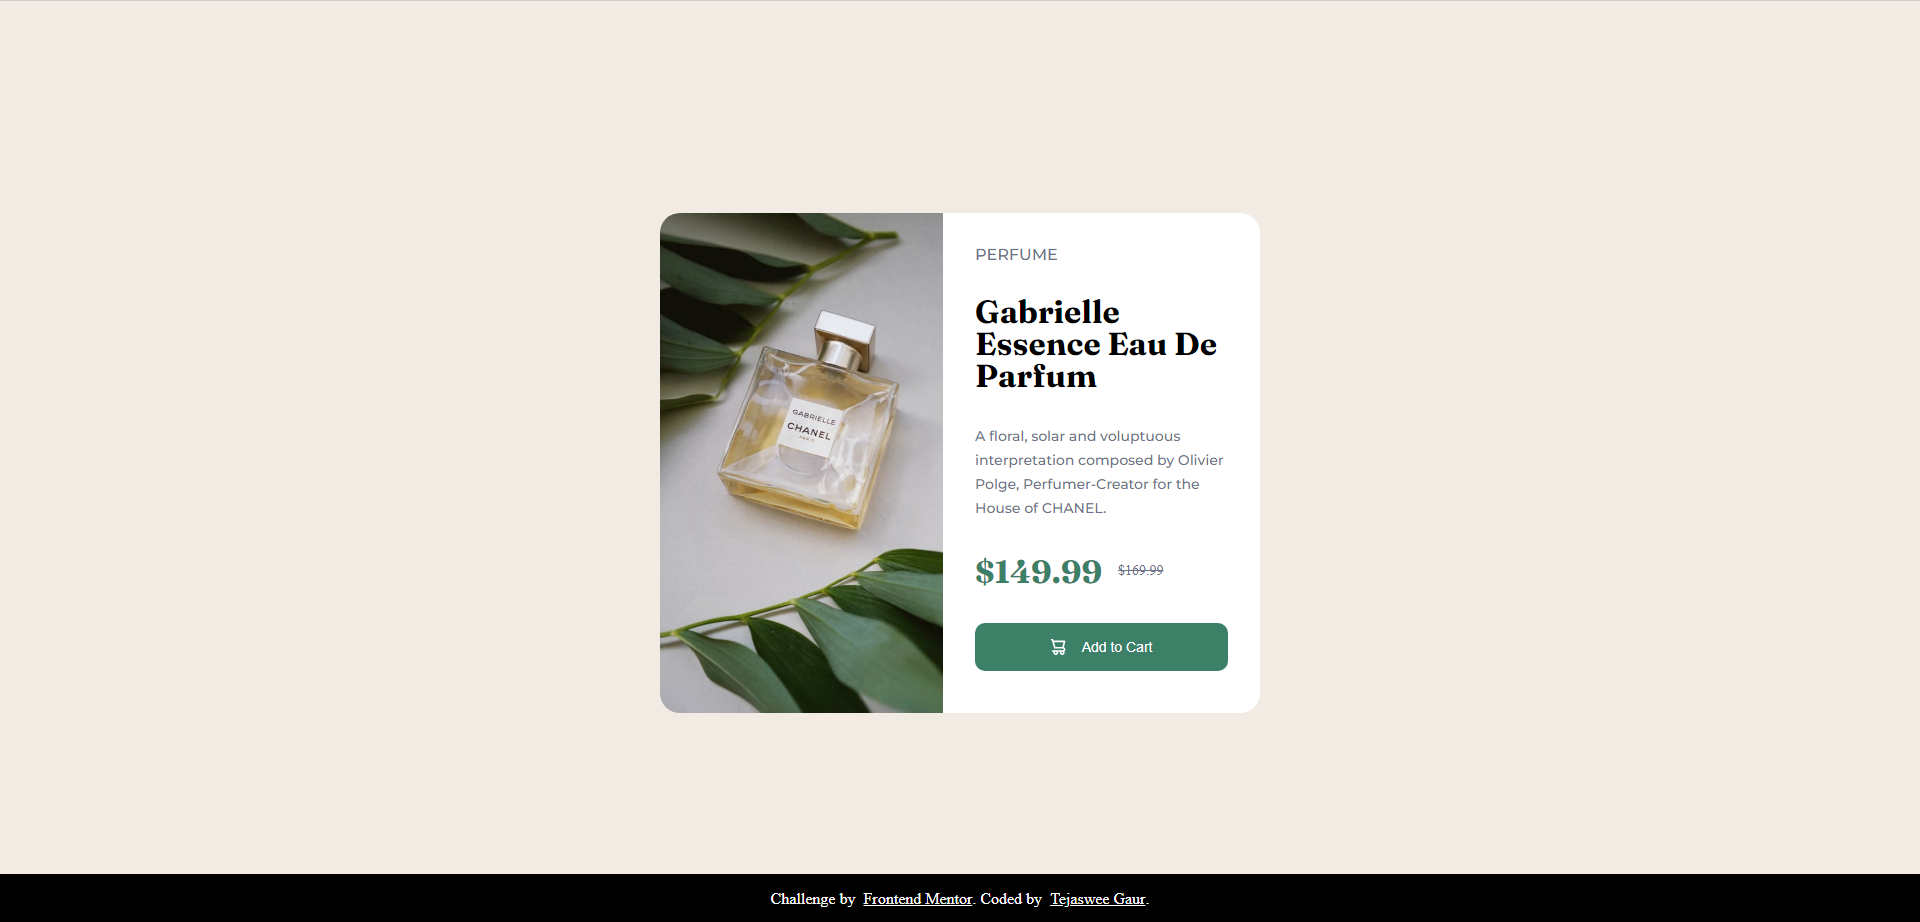 GABRIELLE
CHANEL
PARIS
PERFUME
Gabrielle
Essence Eau De
Parfum
A floral, solar and voluptuous
interpretation composed by Olivier
Polge, Perfumer-Creator for the
House of CHANEL.
$149.99 $169.99
Add to Cart
Challenge by Frontend Mentor. Coded by Tejaswee Gaur.